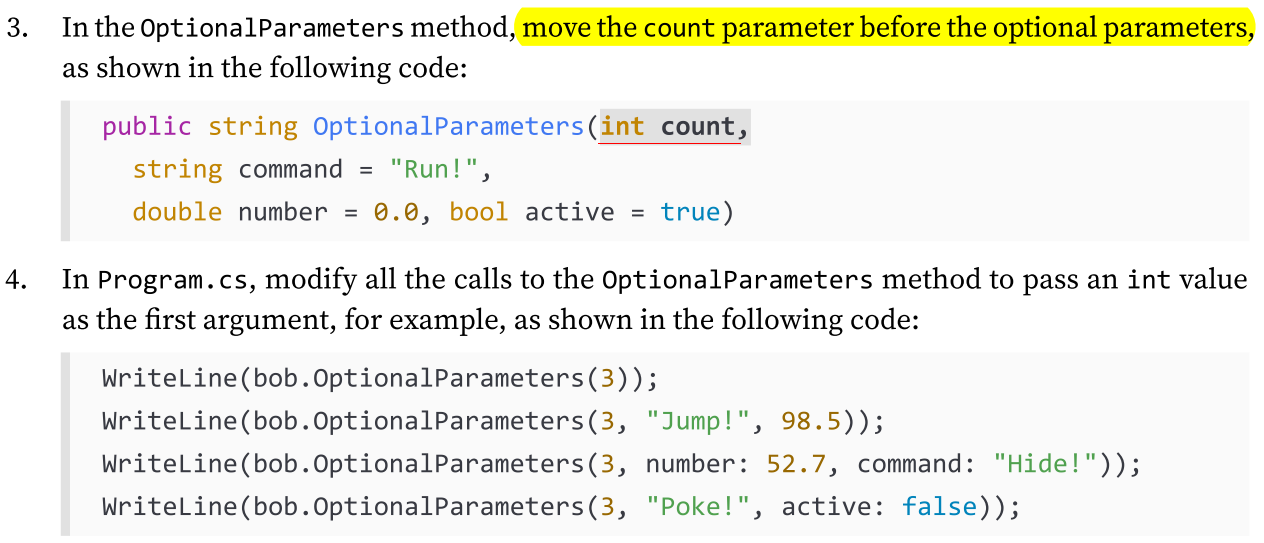 3. In the OptionalParameters method, move the count parameter before the optional parameters,
as shown in the following code:
public string OptionalParameters(int count,
string command = "Run!",
double number = 0.0, bool active = true)
4. In Program.cs, modify all the calls to the OptionalParameters method to pass an int value
as the first argument, for example, as shown in the following code:
WriteLine(bob.OptionalParameters(3));
WriteLine(bob.OptionalParameters(3, "Jump!", 98.5));
WriteLine(bob.OptionalParameters(3, number: 52.7, command: "Hide!"));
WriteLine(bob.OptionalParameters(3, "Poke!", active: false));